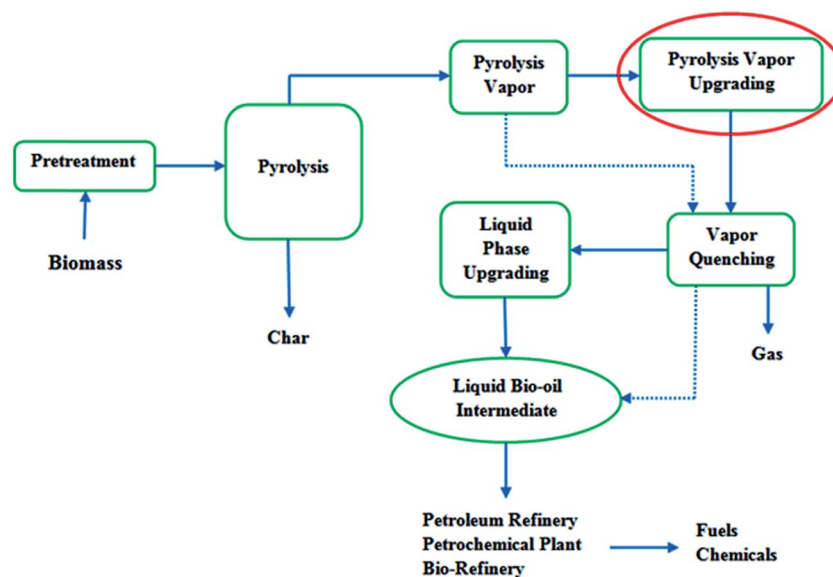 Pyrolysis
Vapor
Pyrolysis Vapor
Upgrading
Pretreatment
Pyrolysis
Biomass
Liquid
Phase
Upgrading
Vapor
Quenching
Char
Gas
Liquid Bio-oil
Intermediate
Petroleum Refinery
Petrochemical Plant
Bio-Refinery
Fuels
Chemicals